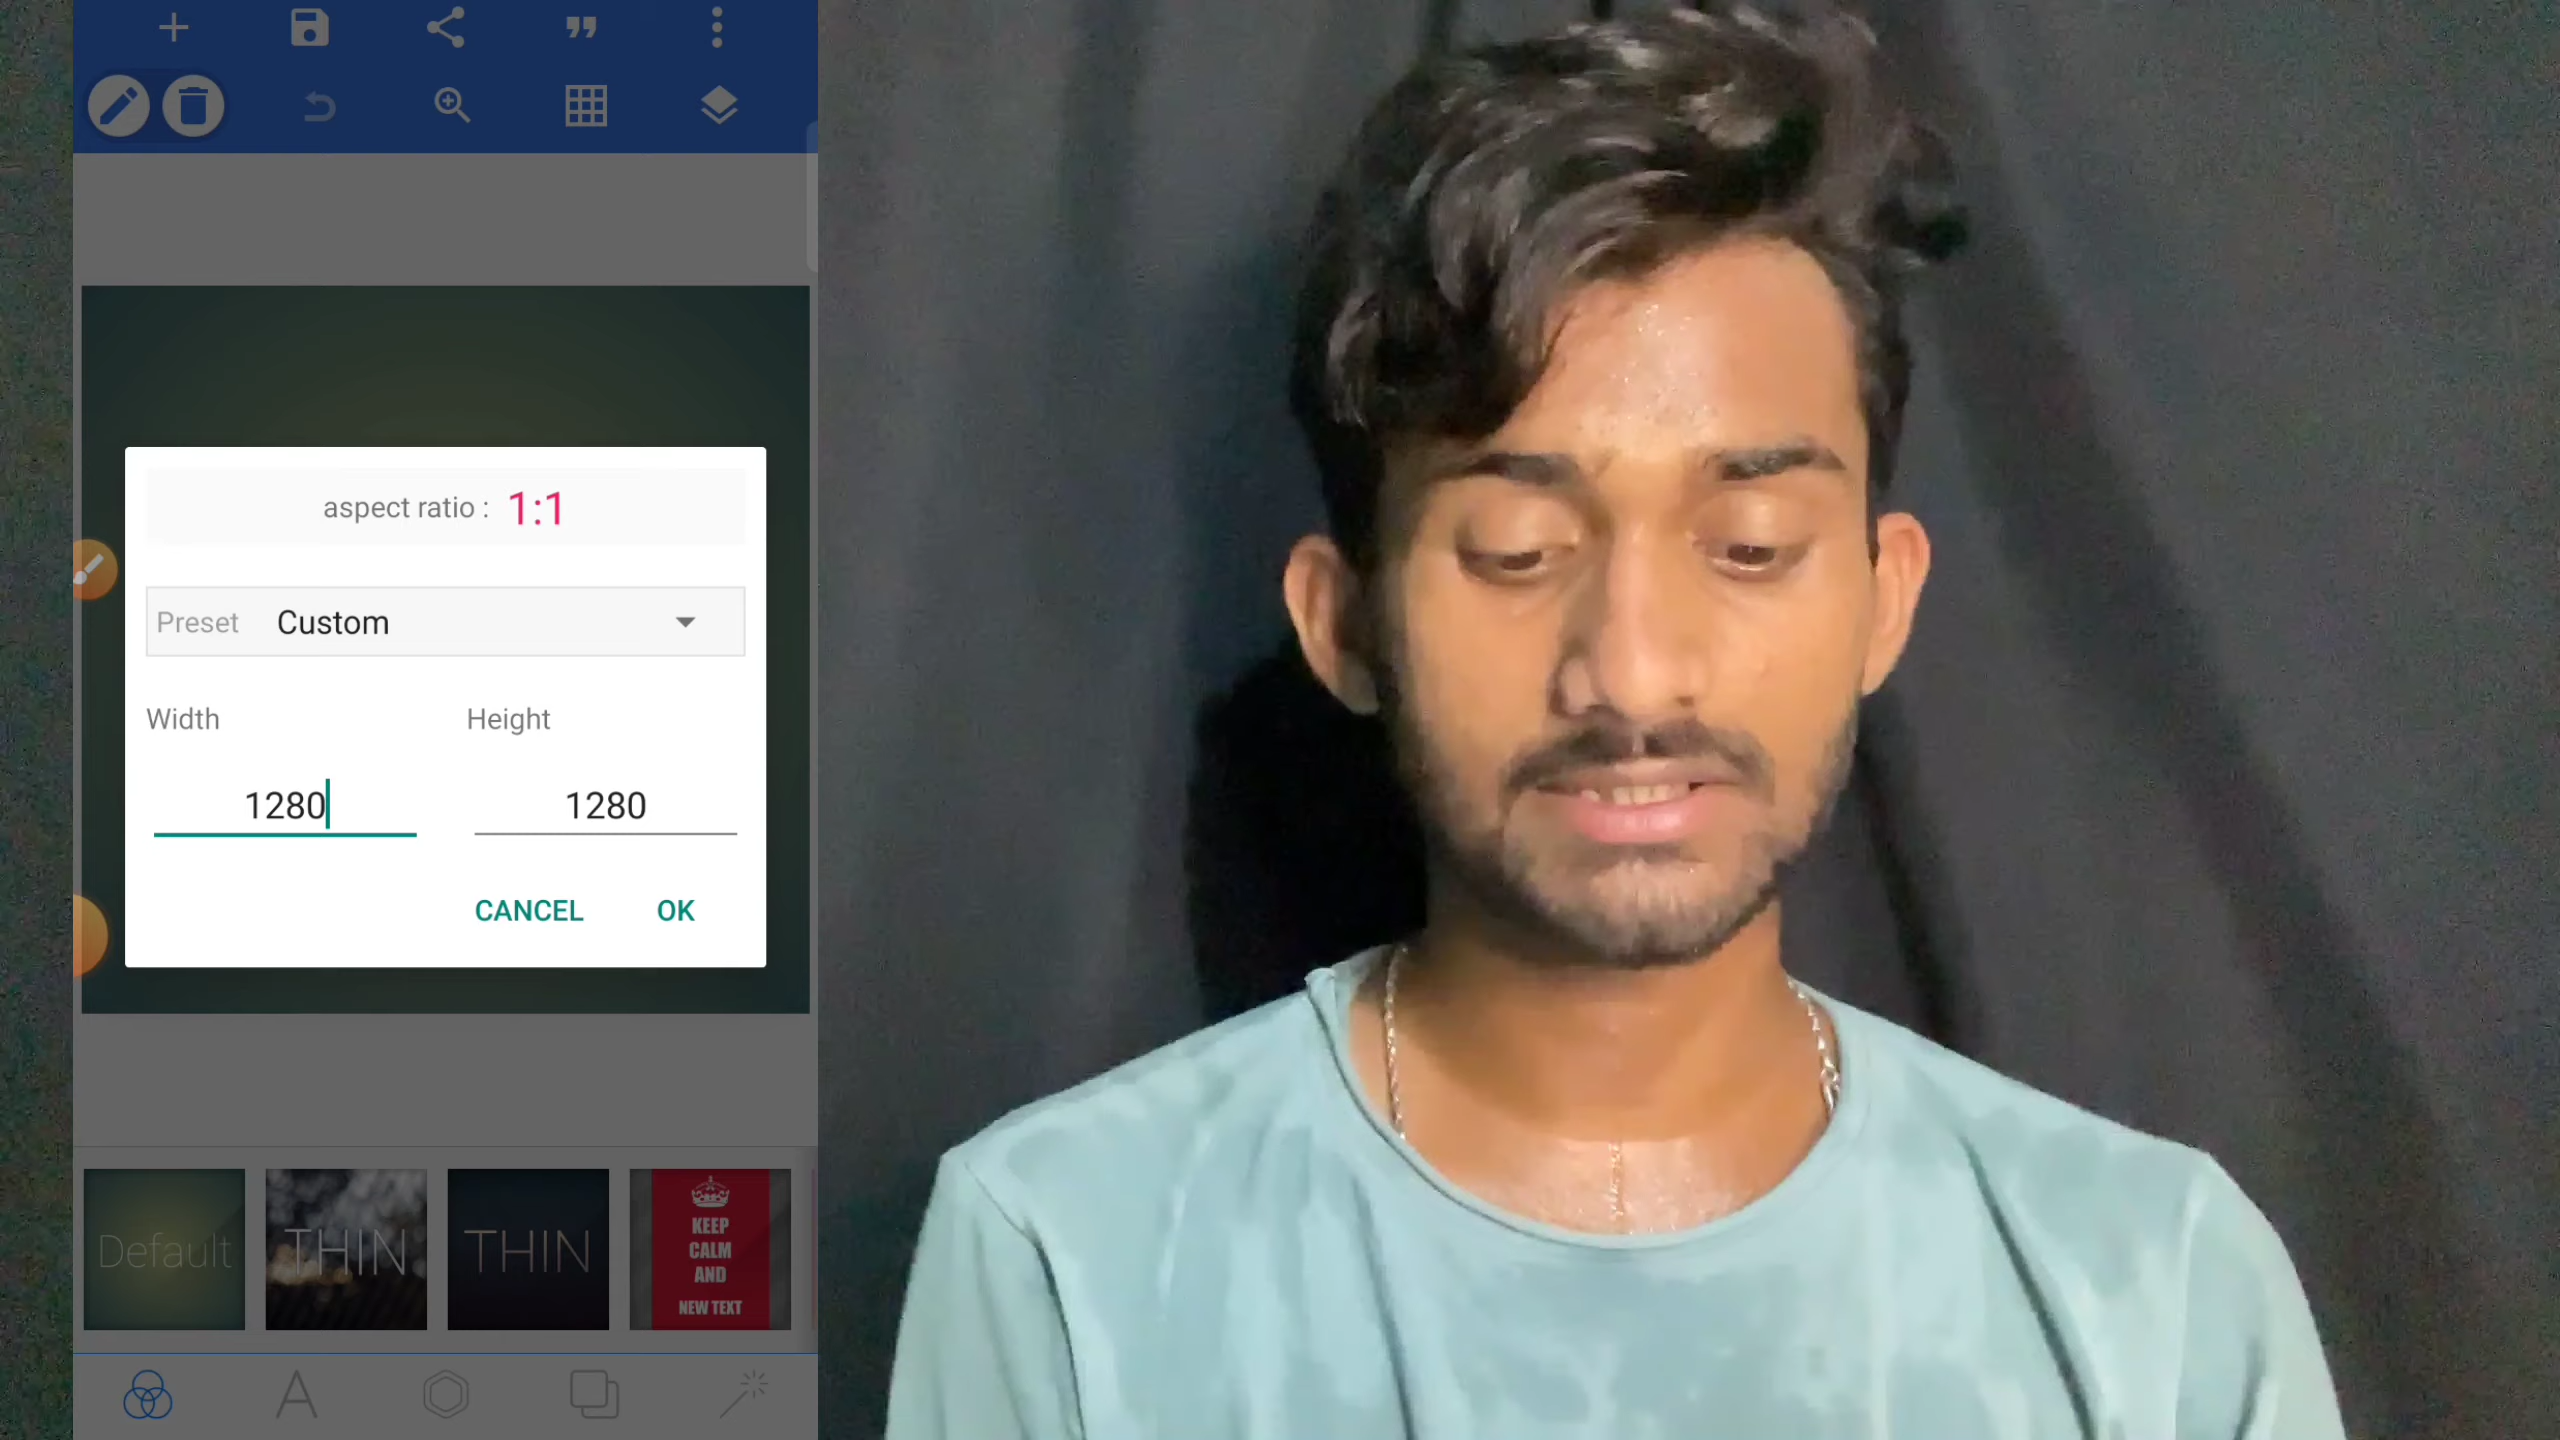 aspect ratio : 1:1
Preset Custom
Width Height
1280 1280
CANCEL OK
Default
THIN
THIN
KEEP
CALM
AND
NEW TEXT